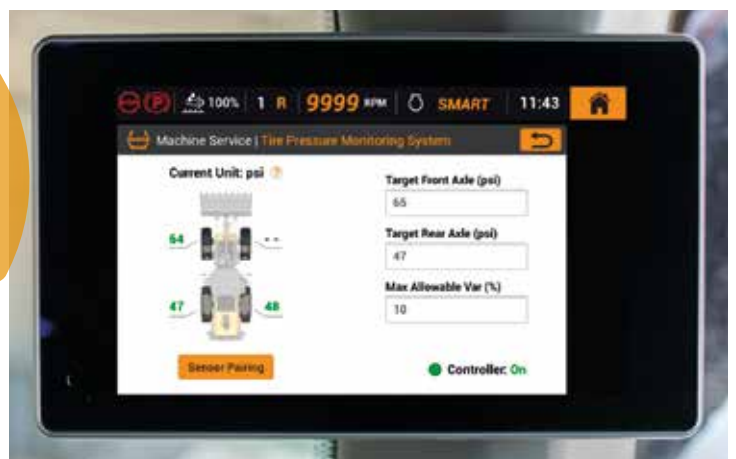 P 100% 1 R 9999 RPM SMART 11:43
Machine Service | Tire Pressure Monitoring System
Current Unit: psi ?
Target Front Axle (psi)
65
64 - -
Target Rear Axle (psi)
47
Max Allowable Var (%)
47 48
10
Sensor Pairing
Controller: On